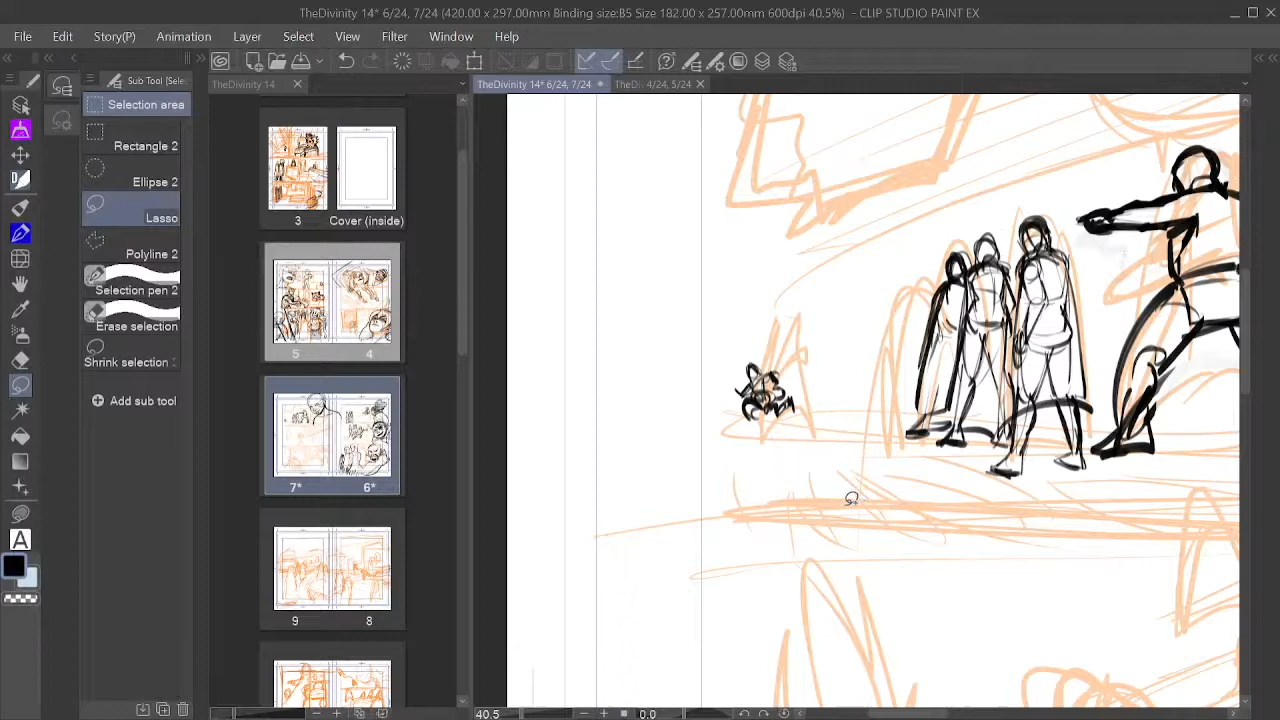 TheDivinity 14* 6/24, 7/24 (420.00 x 297.00mm Binding size:B5 Size 182.00 x 257.00mm 600dpi 40.5%) - CLIP STUDIO PAINT EX
File Edit Story(P) Animation Layer Select View Filter Window Help
Sub Tool [Sele
TheDivinity 14
TheDivinity 14* 6/24, 7/24
TheDi 4/24, 5/24
Selection area
Rectangle 2
Ellipse 2
Lasso
Polyline 2
Selection pen 2
Erase selection
Shrink selection
Add sub tool
3 Cover (inside)
5 4
7* 6*
9 8
A
40.5 0.0